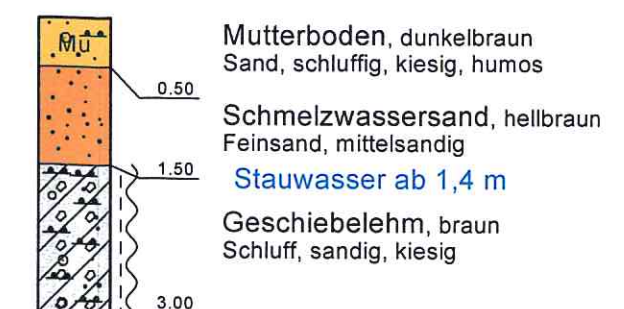 Mu
Mutterboden, dunkelbraun
Sand, schluffig, kiesig, humos
0.50
Schmelzwassersand, hellbraun
Feinsand, mittelsandig
1.50
Stauwasser ab 1,4 m
Geschiebelehm, braun
Schluff, sandig, kiesig
3.00